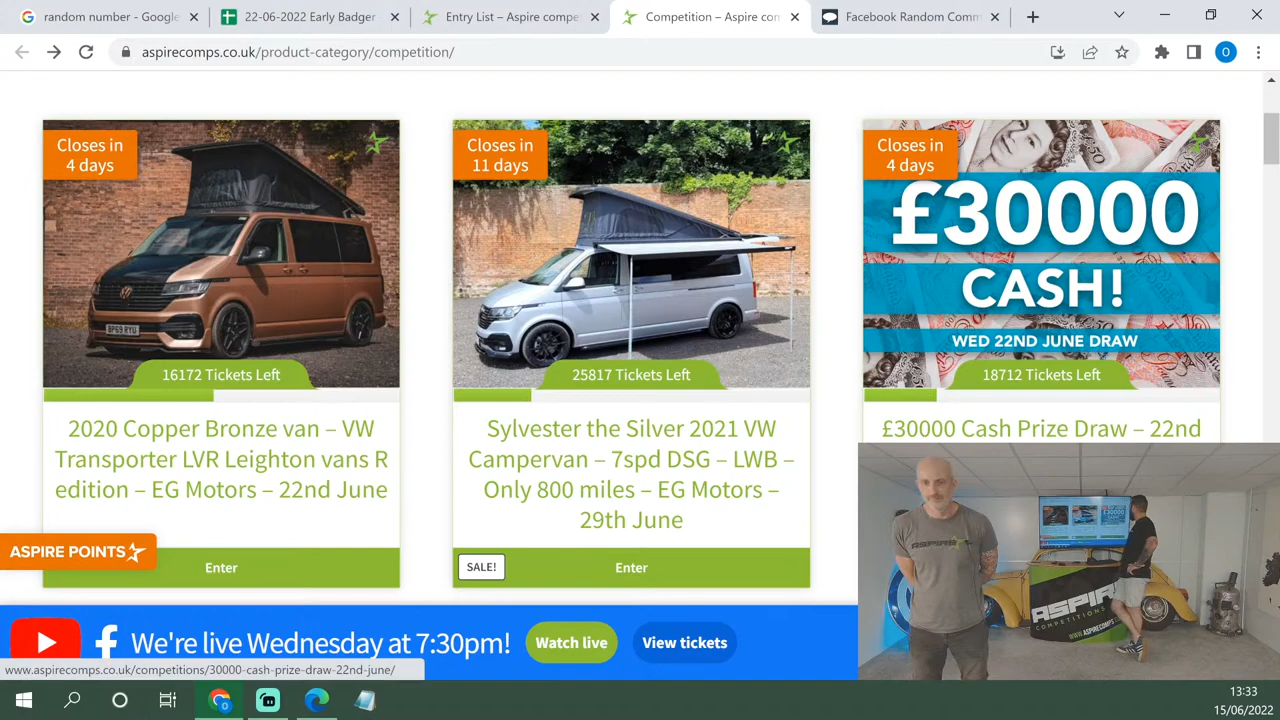 random number - Google
22-06-2022 Early Badger
Entry List – Aspire compe
Competition – Aspire con
Facebook Random Comm
aspirecomps.co.uk/product-category/competition/
O
Closes in
4 days
Closes in
11 days
Closes in
4 days
£30000
CASH!
WED 22ND JUNE DRAW
BP69 RYU
16172 Tickets Left
25817 Tickets Left
18712 Tickets Left
2020 Copper Bronze van – VW
Transporter LVR Leighton vans R
edition – EG Motors – 22nd June
Sylvester the Silver 2021 VW
Campervan – 7spd DSG – LWB –
Only 800 miles – EG Motors –
29th June
£30000 Cash Prize Draw – 22nd
ASPIRE POINTS
Enter
SALE!
Enter
We're live Wednesday at 7:30pm!
Watch live
View tickets
www.aspirecomps.co.uk/competitions/30000-cash-prize-draw-22nd-june/
ASPIRE
ASPIR
COMPETITIONS
13:33
15/06/2022